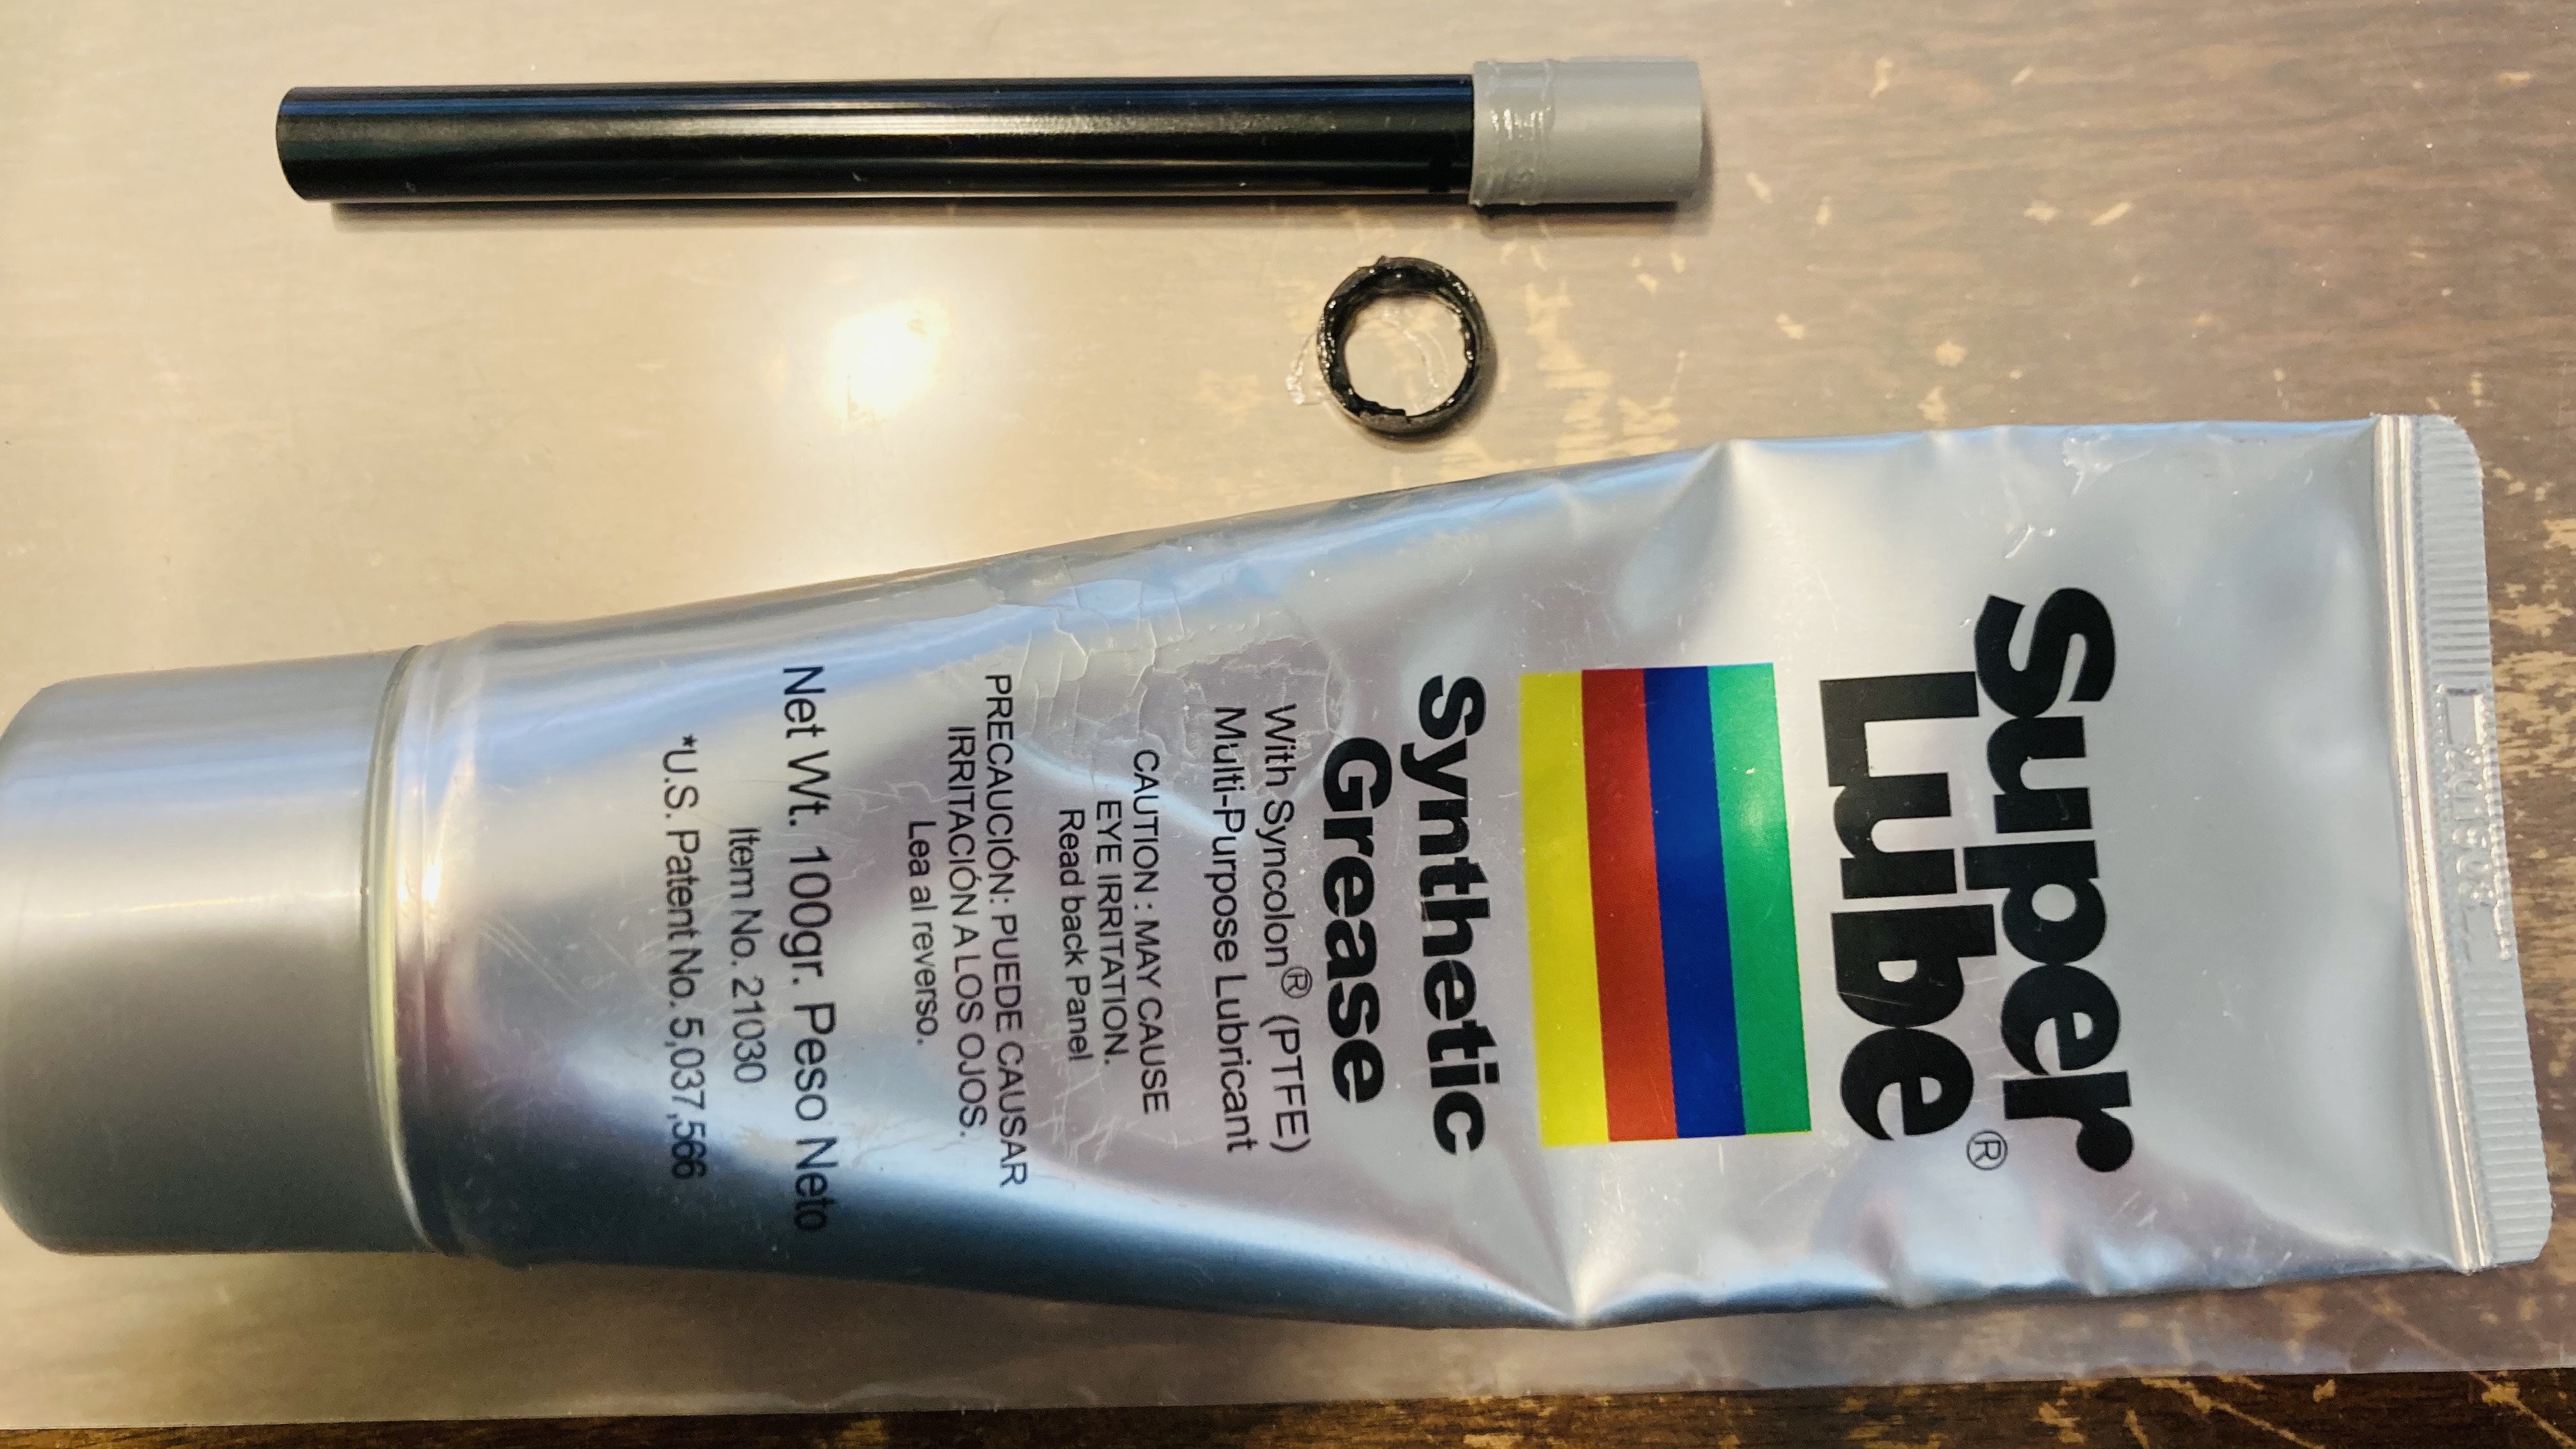 Super
Lube®
Synthetic
Grease
With Syncolon® (PTFE)
Multi-Purpose Lubricant
CAUTION : MAY CAUSE
EYE IRRITATION.
Read back Panel
PRECAUCIÓN: PUEDE CAUSAR
IRRITACIÓN A LOS OJOS.
Lea al reverso.
Net Wt. 100gr. Peso Neto
Item No. 21030
*U.S. Patent No. 5,037,566